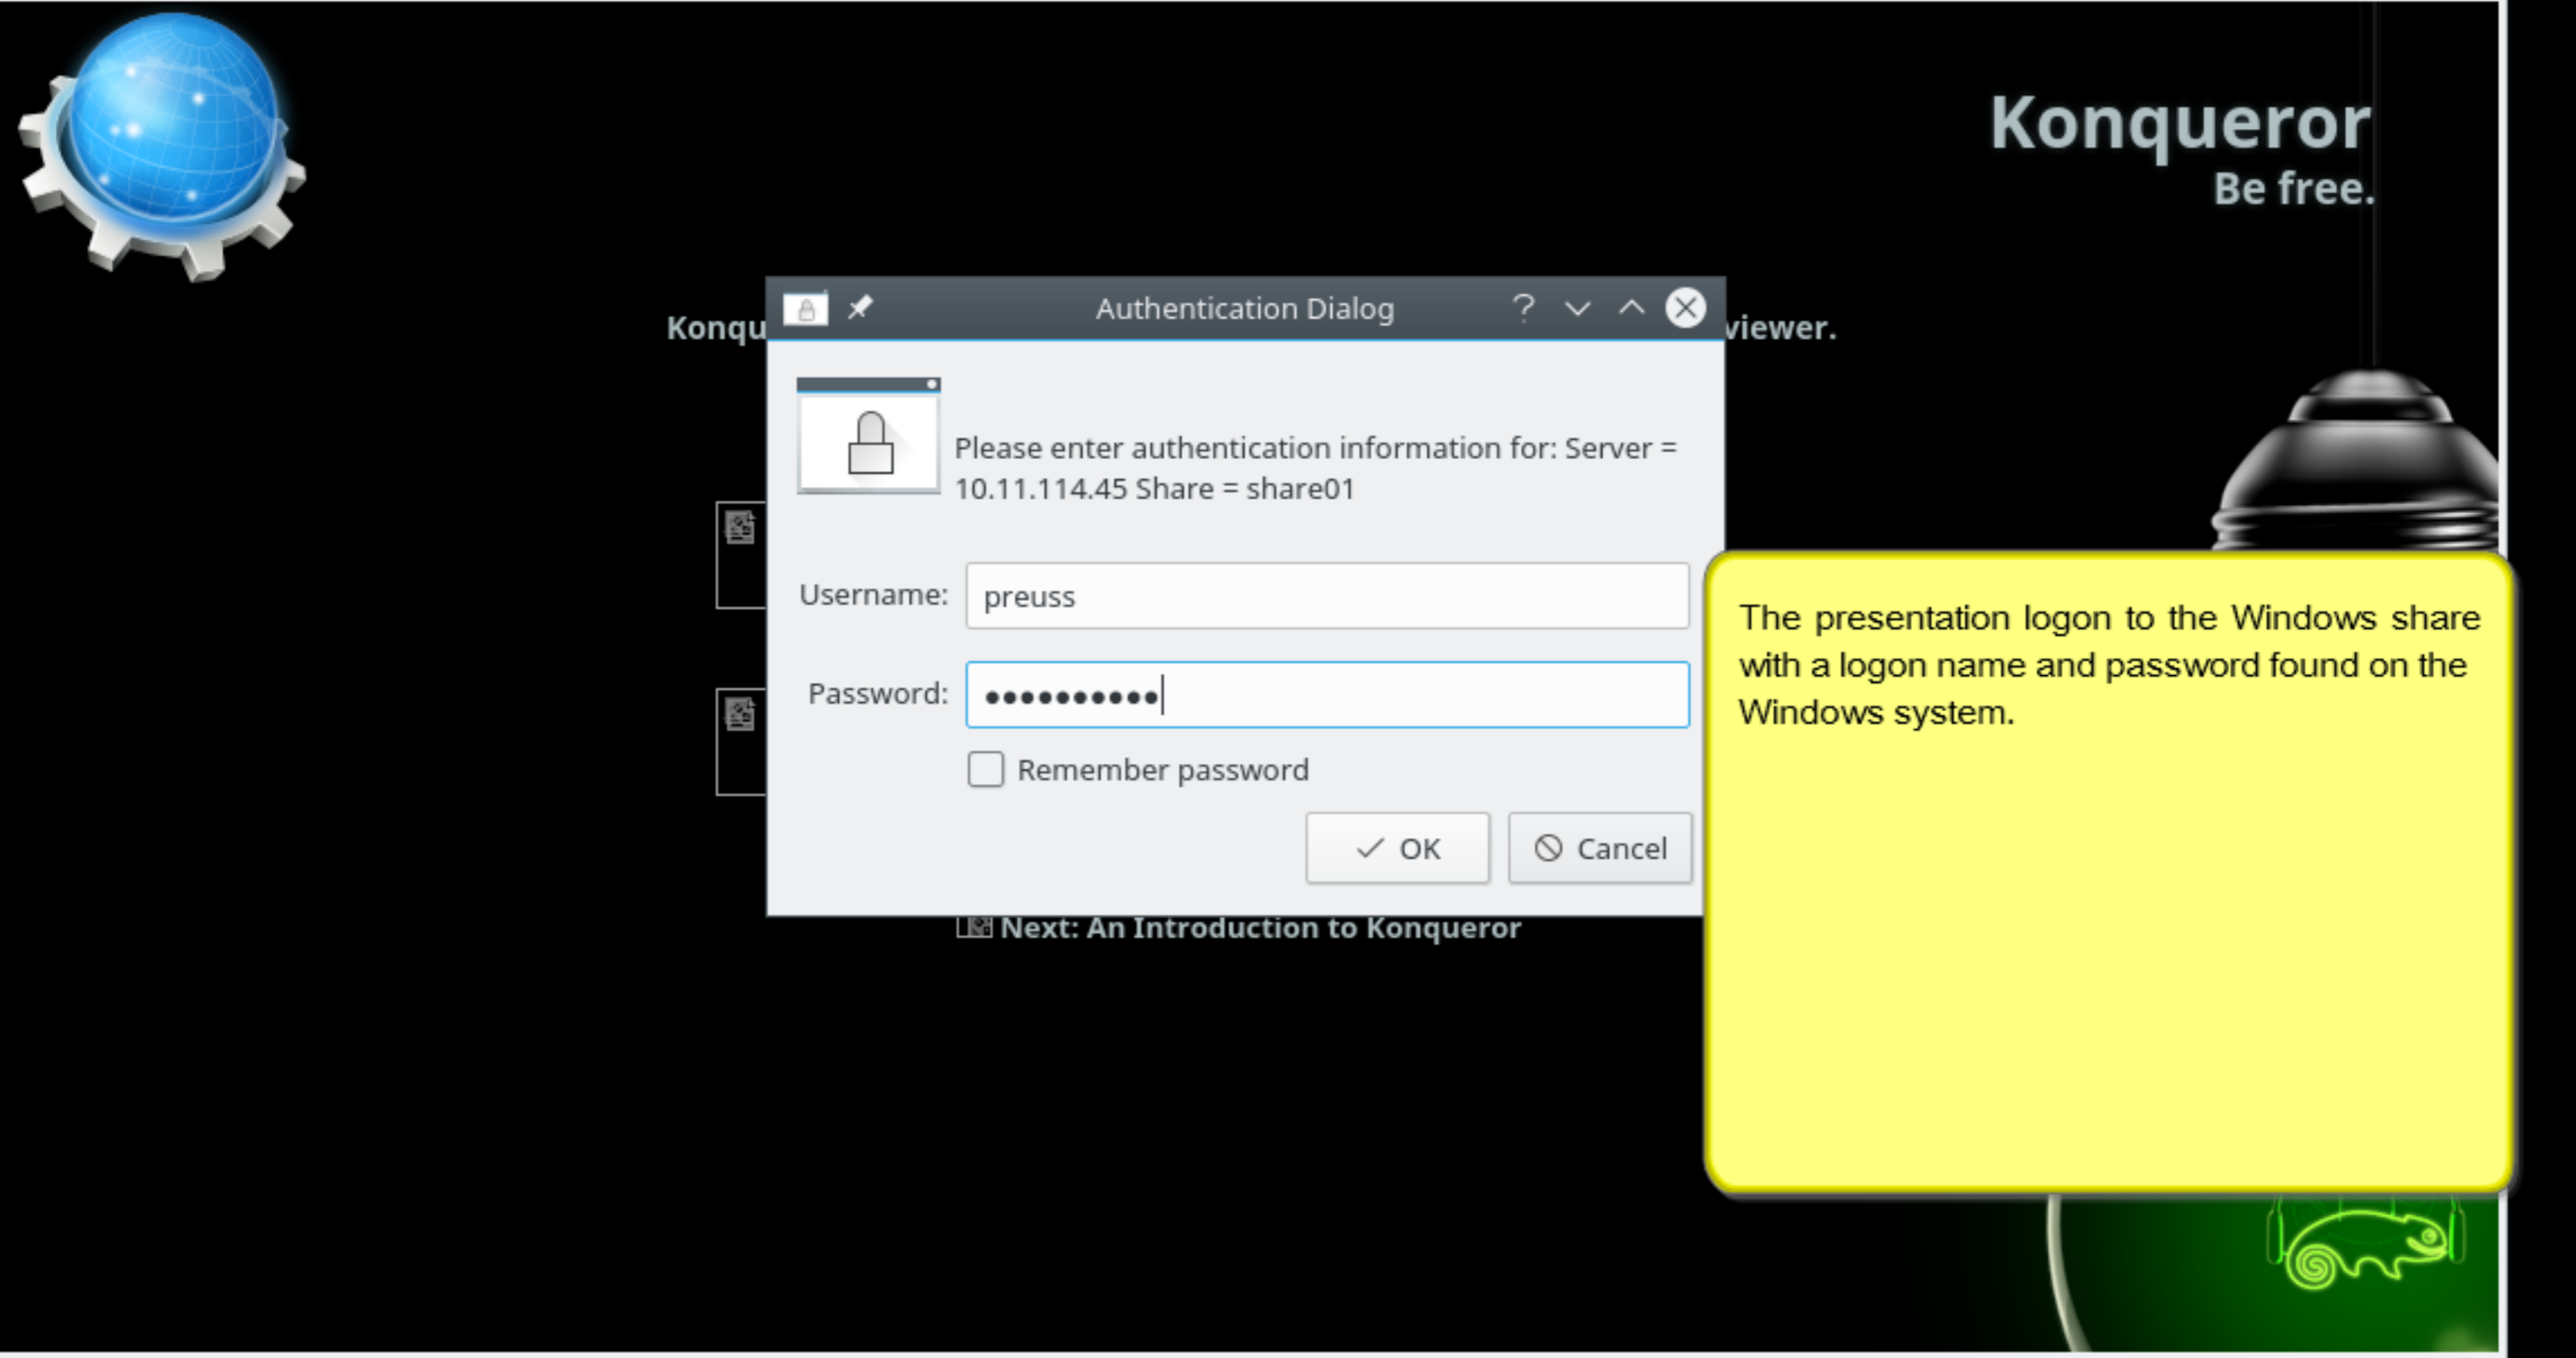 Konqueror
Be free.
Authentication Dialog
Konqu
viewer.
Please enter authentication information for: Server =
10.11.114.45 Share = share01
Username: preuss
Password: ••••••••••
Remember password
OK Cancel
The presentation logon to the Windows share
with a logon name and password found on the
Windows system.
Next: An Introduction to Konqueror